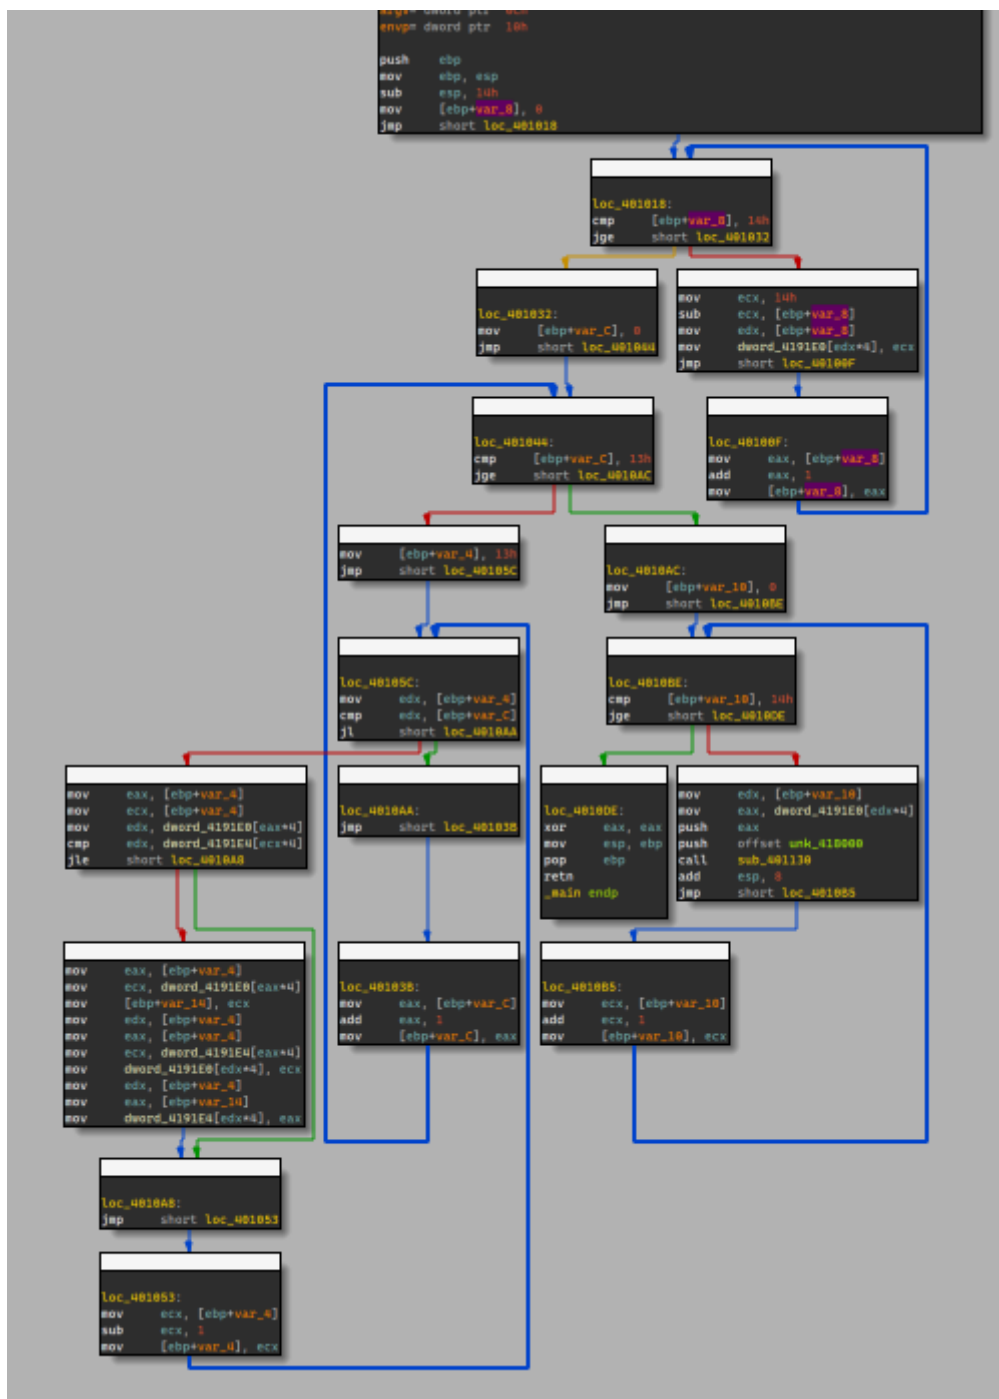 argv= dword ptr 0Ch
envp= dword ptr 10h
push ebp
mov ebp, esp
sub esp, 14h
mov [ebp+var_8], 0
jmp short loc_401018
loc_401018:
cmp [ebp+var_8], 14h
jge short loc_401032
loc_401032:
mov [ebp+var_C], 0
jmp short loc_401044
mov ecx, 14h
sub ecx, [ebp+var_8]
mov edx, [ebp+var_8]
mov dword_4191E0[edx*4], ecx
jmp short loc_40100F
loc_401044:
cmp [ebp+var_C], 13h
jge short loc_4010AC
loc_40100F:
mov eax, [ebp+var_8]
add eax, 1
mov [ebp+var_8], eax
mov [ebp+var_4], 13h
jmp short loc_40105C
loc_4010AC:
mov [ebp+var_10], 0
jmp short loc_4010BE
loc_40105C:
mov edx, [ebp+var_4]
cmp edx, [ebp+var_C]
jl short loc_4010AA
loc_4010BE:
cmp [ebp+var_10], 14h
jge short loc_4010DE
mov eax, [ebp+var_4]
mov ecx, [ebp+var_4]
mov edx, dword_4191E0[eax*4]
cmp edx, dword_4191E4[ecx*4]
jle short loc_4010A8
loc_4010AA:
jmp short loc_40103B
loc_4010DE:
xor eax, eax
mov esp, ebp
pop ebp
retn
_main endp
mov edx, [ebp+var_10]
mov eax, dword_4191E0[edx*4]
push eax
push offset unk_418000
call sub_401130
add esp, 8
jmp short loc_4010B5
mov eax, [ebp+var_4]
mov ecx, dword_4191E0[eax*4]
mov [ebp+var_14], ecx
mov edx, [ebp+var_4]
mov eax, [ebp+var_4]
mov ecx, dword_4191E4[eax*4]
mov dword_4191E0[edx*4], ecx
mov edx, [ebp+var_4]
mov eax, [ebp+var_14]
mov dword_4191E4[edx*4], eax
loc_40103B:
mov eax, [ebp+var_C]
add eax, 1
mov [ebp+var_C], eax
loc_4010B5:
mov ecx, [ebp+var_10]
add ecx, 1
mov [ebp+var_10], ecx
loc_4010A8:
jmp short loc_401053
loc_401053:
mov ecx, [ebp+var_4]
sub ecx, 1
mov [ebp+var_4], ecx